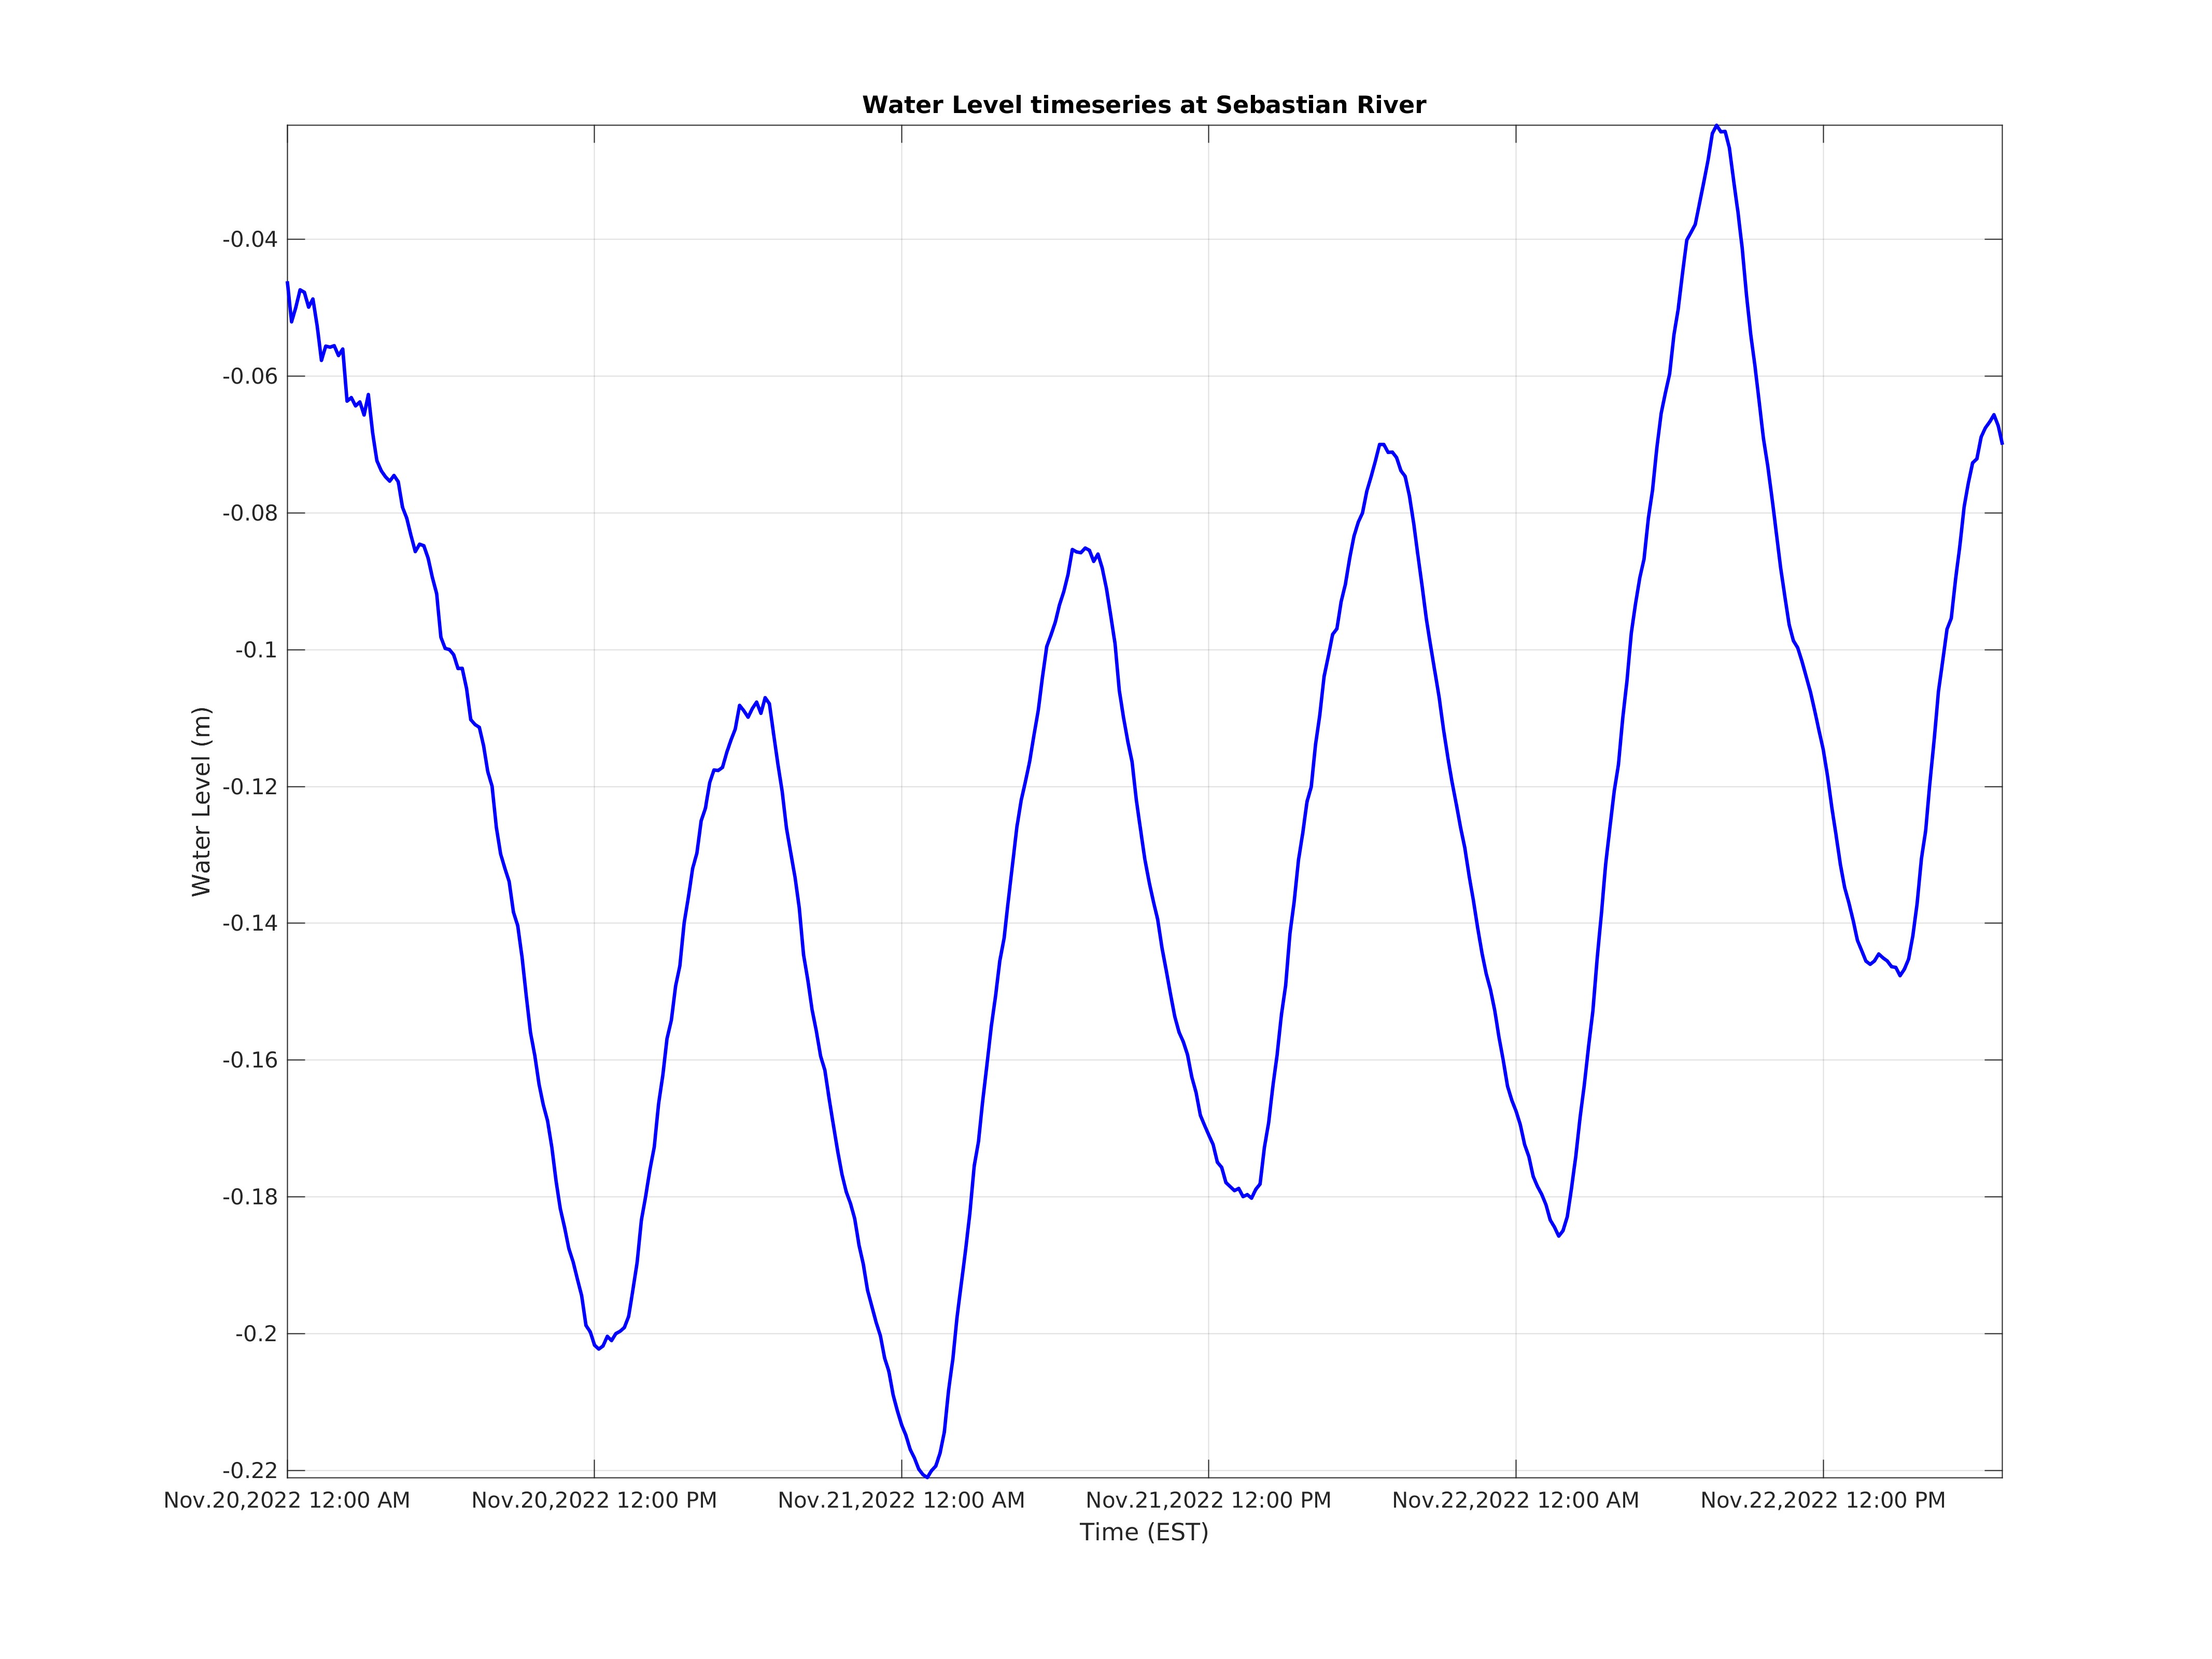 Water Level timeseries at Sebastian River
Water Level (m)
-0.04
-0.06
-0.08
-0.1
-0.12
-0.14
-0.16
-0.18
-0.2
-0.22
Nov.20,2022 12:00 AM
Nov.20,2022 12:00 PM
Nov.21,2022 12:00 AM
Nov.21,2022 12:00 PM
Nov.22,2022 12:00 AM
Nov.22,2022 12:00 PM
Time (EST)